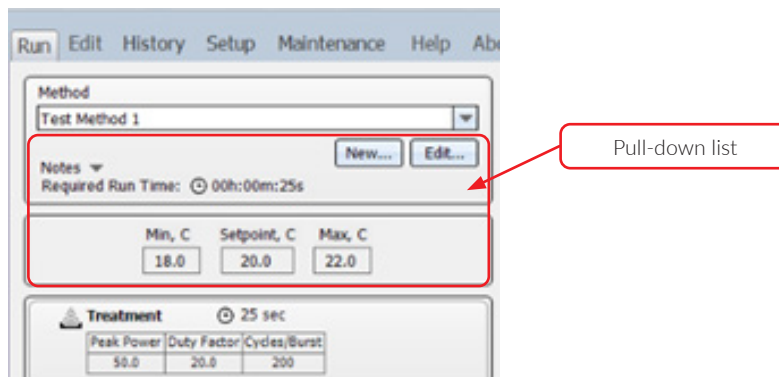 Run Edit History Setup Maintenance Help Abo
Method
Test Method 1
New... Edit...
Notes
Required Run Time: 00h:00m:25s
Pull-down list
Min, C Setpoint, C Max, C
18.0 20.0 22.0
Treatment 25 sec
Peak Power Duty Factor Cycles/Burst
50.0 20.0 200